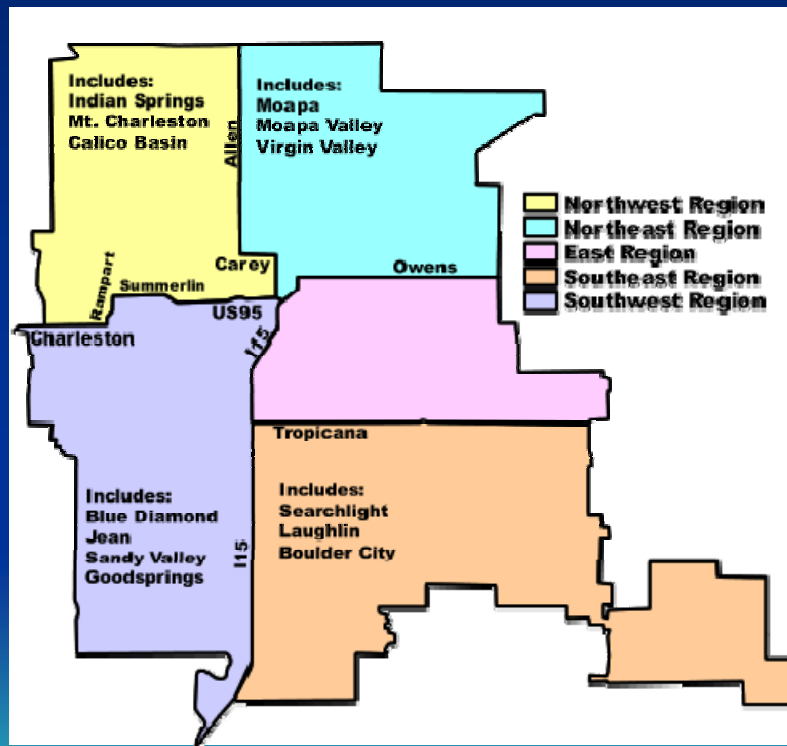 Includes:
Indian Springs
Mt. Charleston
Calico Basin
Allen
Includes:
Moapa
Moapa Valley
Virgin Valley
Northwest Region
Northeast Region
East Region
Southeast Region
Southwest Region
Rampart
Carey
Owens
Summerlin
US95
Charleston
I15
Tropicana
Includes:
Blue Diamond
Jean
Sandy Valley
Goodsprings
I15
Includes:
Searchlight
Laughlin
Boulder City